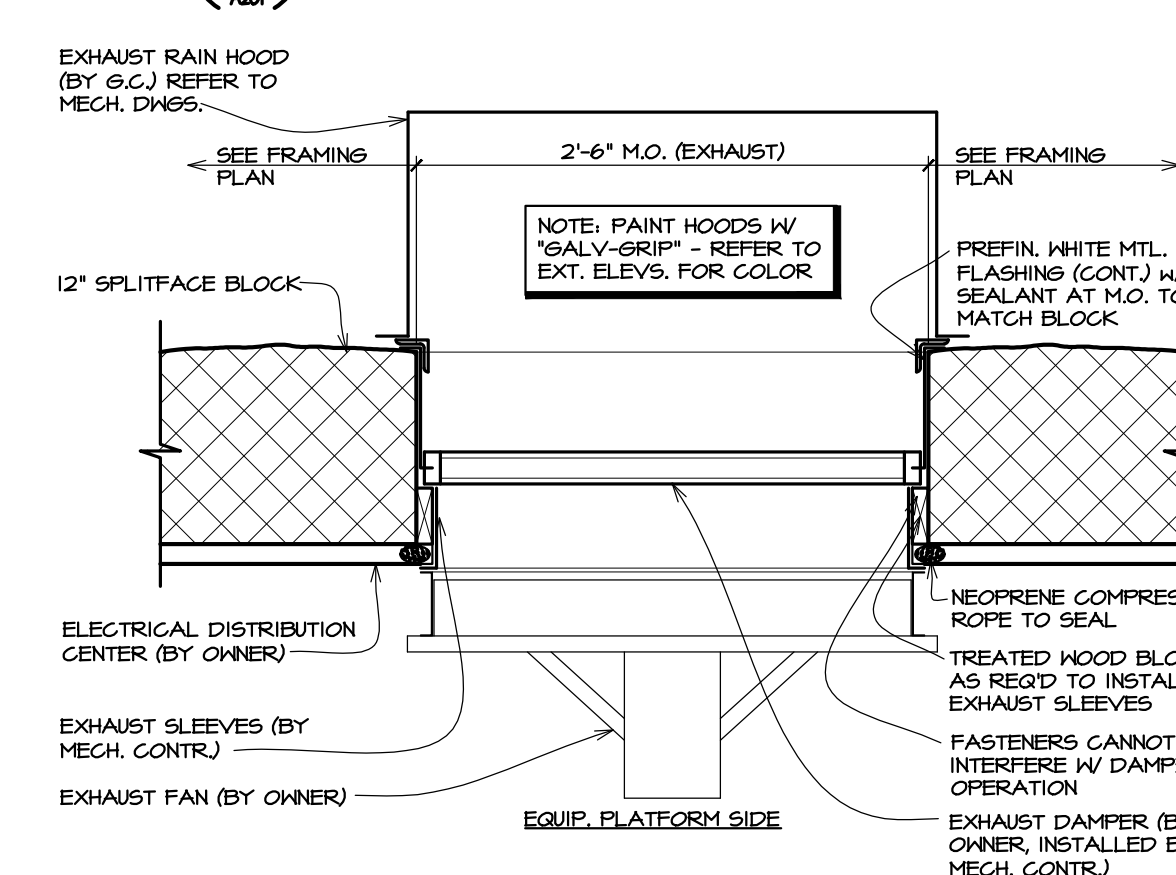 EXHAUST RAIN HOOD
(BY G.C.) REFER TO
MECH. DWGS.
SEE FRAMING
PLAN
2'-6" M.O. (EXHAUST)
SEE FRAMING
PLAN
NOTE: PAINT HOODS W/
"GALV-GRIP" - REFER TO
EXT. ELEVS. FOR COLOR
PREFIN. WHITE MTL.
FLASHING (CONT.)
SEALANT AT M.O.
MATCH BLOCK
12" SPLITFACE BLOCK
ELECTRICAL DISTRIBUTION
CENTER (BY OWNER)
EXHAUST SLEEVES (BY
MECH. CONTR.)
EXHAUST FAN (BY OWNER)
EQUIP. PLATFORM SIDE
NEOPRENE
ROPE TO SEAL
TREATED WOOD
AS REQ'D TO
EXHAUST SLEEVES
FASTENERS CANNOT
INTERFERE W/
OPERATION
EXHAUST DAMPER
OWNER, INSTALLED
MECH. CONTR.)